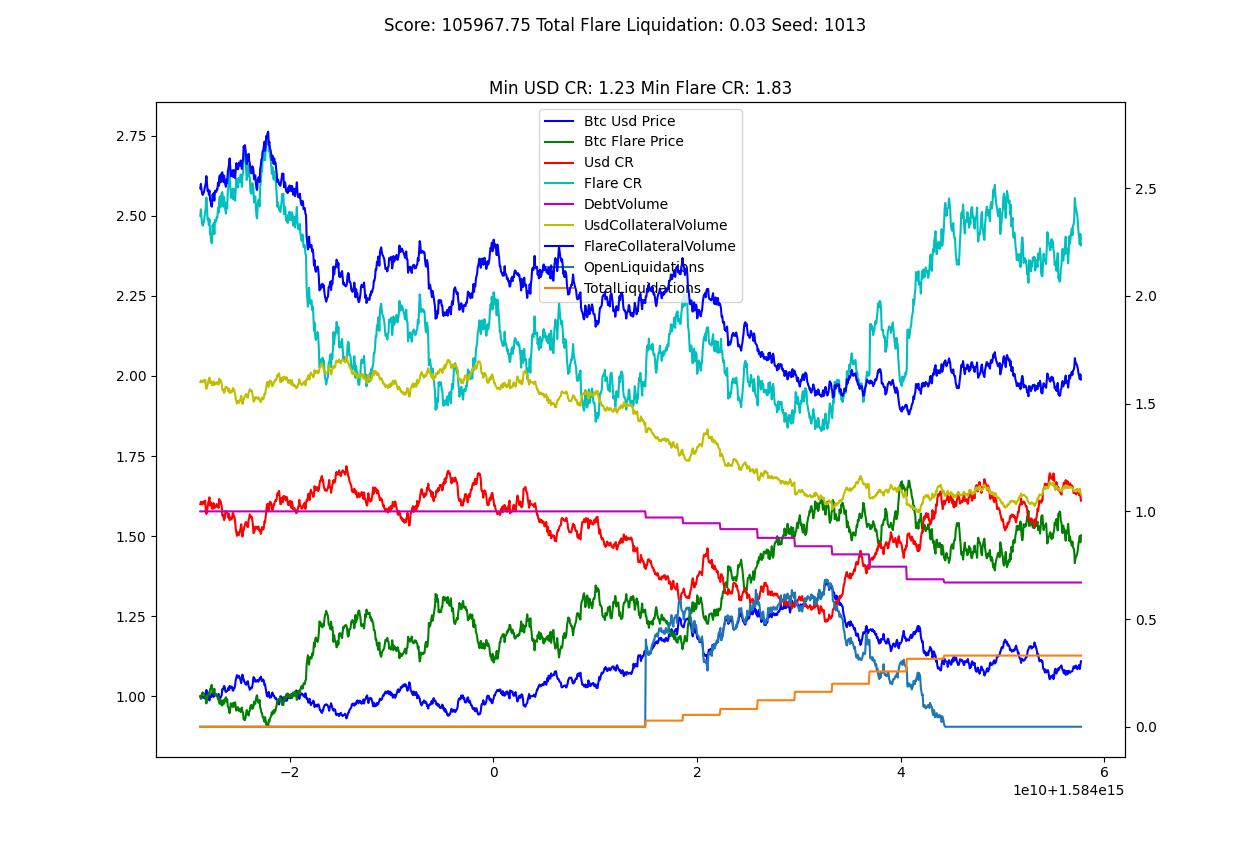 Score: 105967.75 Total Flare Liquidation: 0.03 Seed: 1013
Min USD CR: 1.23 Min Flare CR: 1.83
Btc Usd Price
Btc Flare Price
Usd CR
Flare CR
DebtVolume
UsdCollateralVolume
FlareCollateralVolume
OpenLiquidations
TotalLiquidations
2.75
2.50
2.25
2.00
1.75
1.50
1.25
1.00
2.5
2.0
1.5
1.0
0.5
0.0
−2 0 2 4 6
1e10+1.584e15